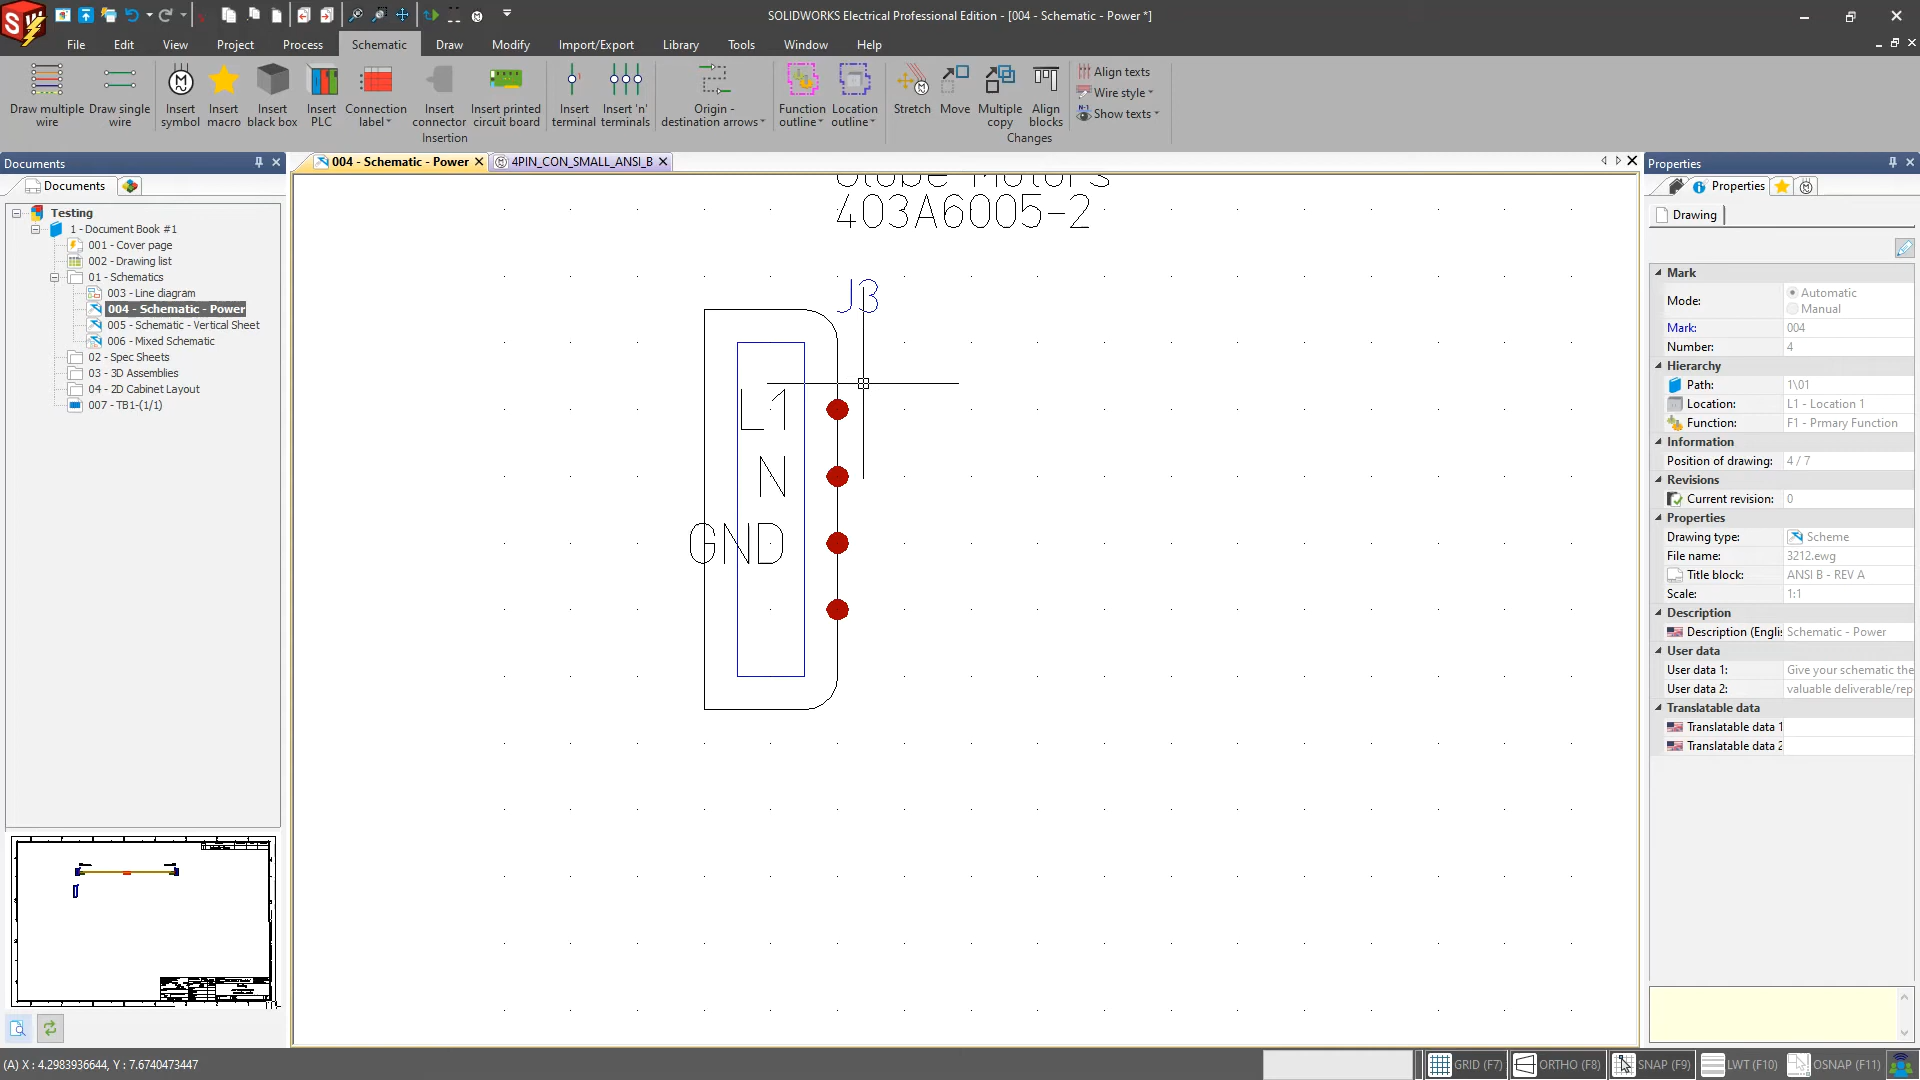 SOLIDWORKS Electrical Professional Edition - [004 - Schematic - Power *]
File Edit View Project Process Schematic Draw Modify Import/Export Library Tools Window Help
Draw multiple wire
Draw single wire
Insert symbol
Insert macro
Insert black box
Insert PLC
Connection label
Insert connector
Insert printed circuit board
Insertion
Insert terminal
Insert 'n' terminals
Origin - destination arrows
Function outline
Location outline
Stretch
Move
Multiple copy
Align blocks
Align texts
Wire style
Show texts
Changes
Documents
Documents
Testing
1 - Document Book #1
001 - Cover page
002 - Drawing list
01 - Schematics
003 - Line diagram
004 - Schematic - Power
005 - Schematic - Vertical Sheet
006 - Mixed Schematic
02 - Spec Sheets
03 - 3D Assemblies
04 - 2D Cabinet Layout
007 - TB1-(1/1)
004 - Schematic - Power
4PIN_CON_SMALL_ANSI_B
Globe Motors
403A6005-2
J3
L1
N
GND
Properties
Properties
Drawing
Mark
Mode: Automatic
Manual
Mark: 004
Number: 4
Hierarchy
Path: 1\01
Location: L1 - Location 1
Function: F1 - Prmary Function
Information
Position of drawing: 4 / 7
Revisions
Current revision: 0
Properties
Drawing type: Scheme
File name: 3212.ewg
Title block: ANSI B - REV A
Scale: 1:1
Description
Description (Engli Schematic - Power
User data
User data 1: Give your schematic the
User data 2: valuable deliverable/rep
Translatable data
Translatable data 1
Translatable data 2
(A) X : 4.2983936644, Y : 7.6740473447
GRID (F7) ORTHO (F8) SNAP (F9) LWT (F10) OSNAP (F11)